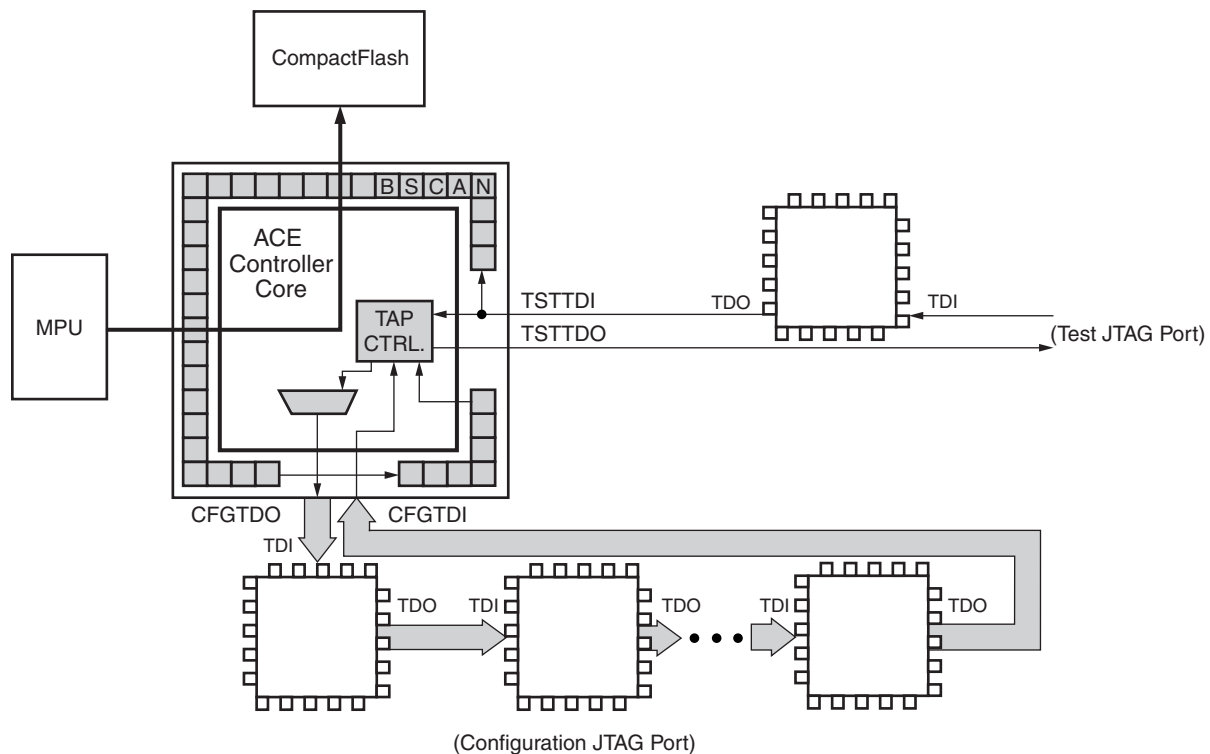 CompactFlash
B S C A N
ACE
Controller
Core
MPU
TAP
CTRL.
TSTTDI
TDO
TDI
TSTTDO
(Test JTAG Port)
CFGTDO
CFGTDI
TDI
TDO
TDI
TDO
TDI
TDO
(Configuration JTAG Port)